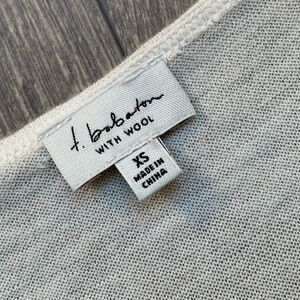 t. babaton
WITH WOOL
XS
MADE IN
CHINA